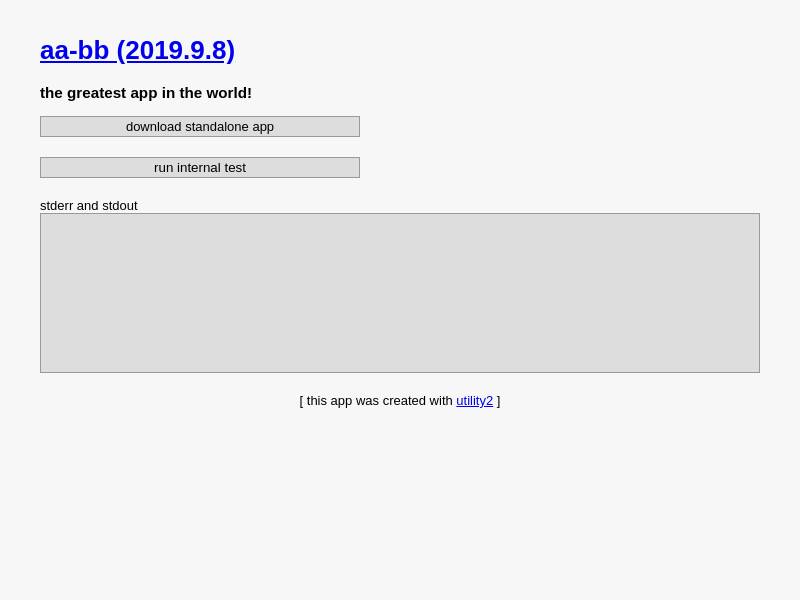 aa-bb (2019.9.8)
the greatest app in the world!
download standalone app
run internal test
stderr and stdout
[ this app was created with utility2 ]